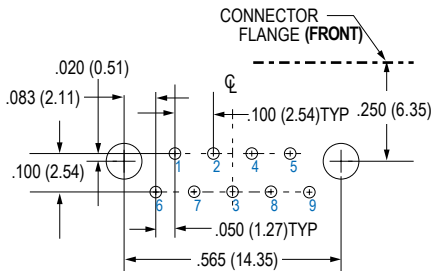 CONNECTOR
FLANGE (FRONT)
.020 (0.51)
.083 (2.11)
℄
.100 (2.54)TYP
.250 (6.35)
.100 (2.54)
1 2 4 5
6 7 3 8 9
.050 (1.27)TYP
.565 (14.35)